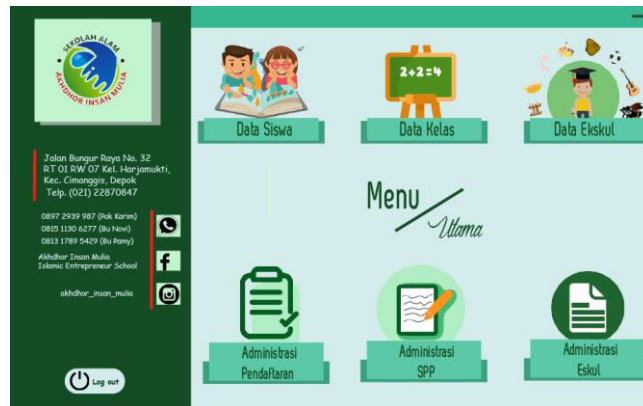 SEKOLAH ALAM
AKHDHOR INSAN MULIA
Jalan Bungur Raya No. 32
RT 01 RW 07 Kel. Harjamukti,
Kec. Cimanggis, Depok
Telp. (021) 22870847
0897 2939 987 (Pak Karim)
0815 1130 6277 (Bu Novi)
0813 1789 5429 (Bu Pamy)
Akhdhor Insan Mulia
Islamic Entrepreneur School
akhdhor_insan_mulia
Log out
Data Siswa
2+2=4
Data Kelas
Data Ekskul
Menu
Utama
Administrasi
Pendaftaran
Administrasi
SPP
Administrasi
Eskul